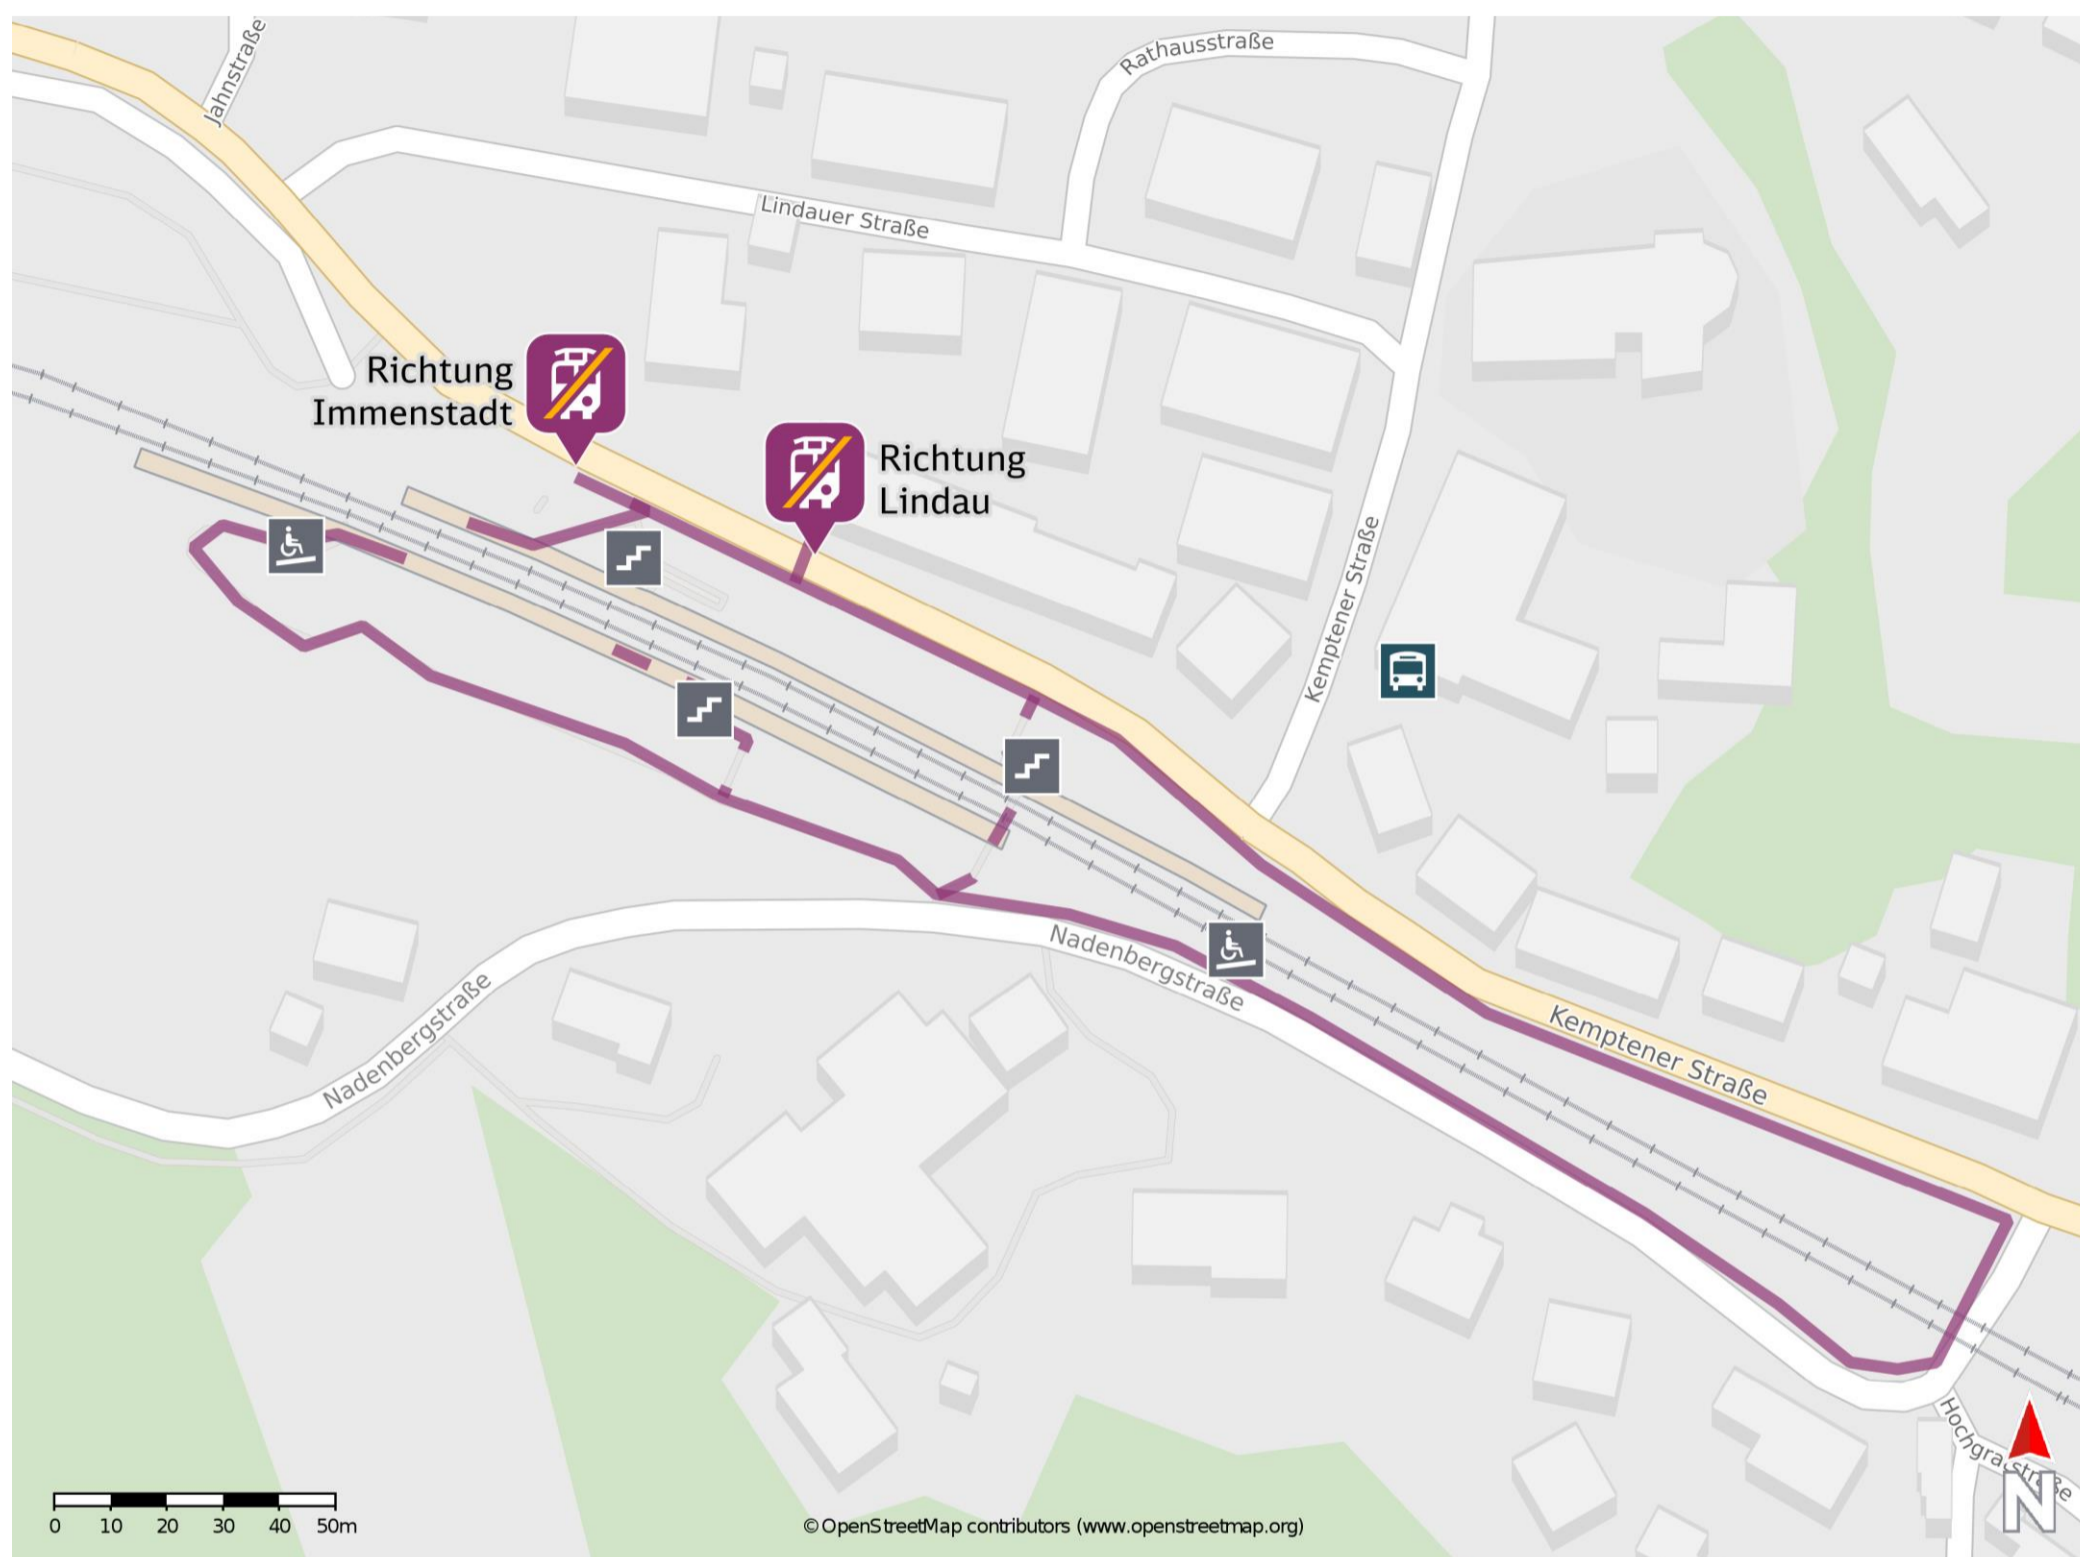 Jahnstraße
Rathausstraße
Lindauer Straße
Richtung
Immenstadt
Richtung
Lindau
Kemptener Straße
Nadenbergstraße
Nadenbergstraße
Kemptener Straße
Hochgratstraße
N
0 10 20 30 40 50m
© OpenStreetMap contributors (www.openstreetmap.org)